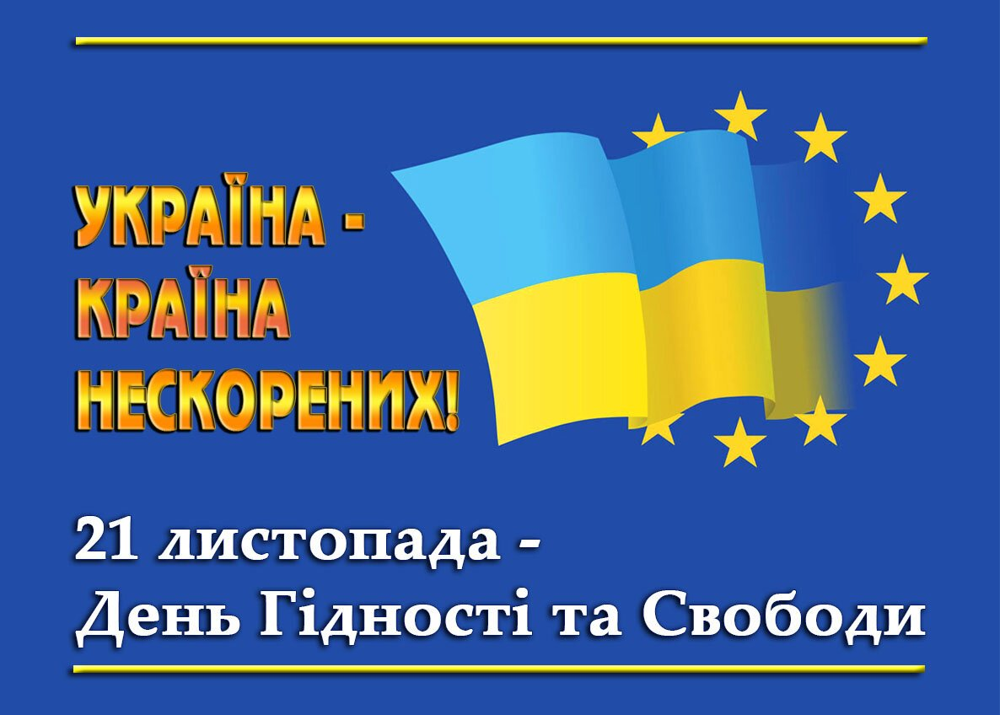 УКРАЇНА -
КРАЇНА
НЕСКОРЕНИХ!
21 листопада -
День Гідності та Свободи